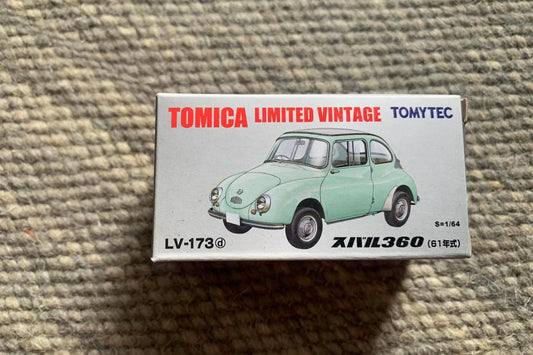 TOMICA LIMITED VINTAGE TOMYTEC
S=1/64
LV-173ⓓ スバル360 (61年式)